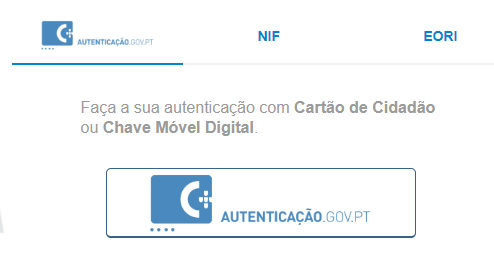 AUTENTICAÇÃO.GOV.PT NIF EORI
Faça a sua autenticação com Cartão de Cidadão
ou Chave Móvel Digital.
AUTENTICAÇÃO.GOV.PT